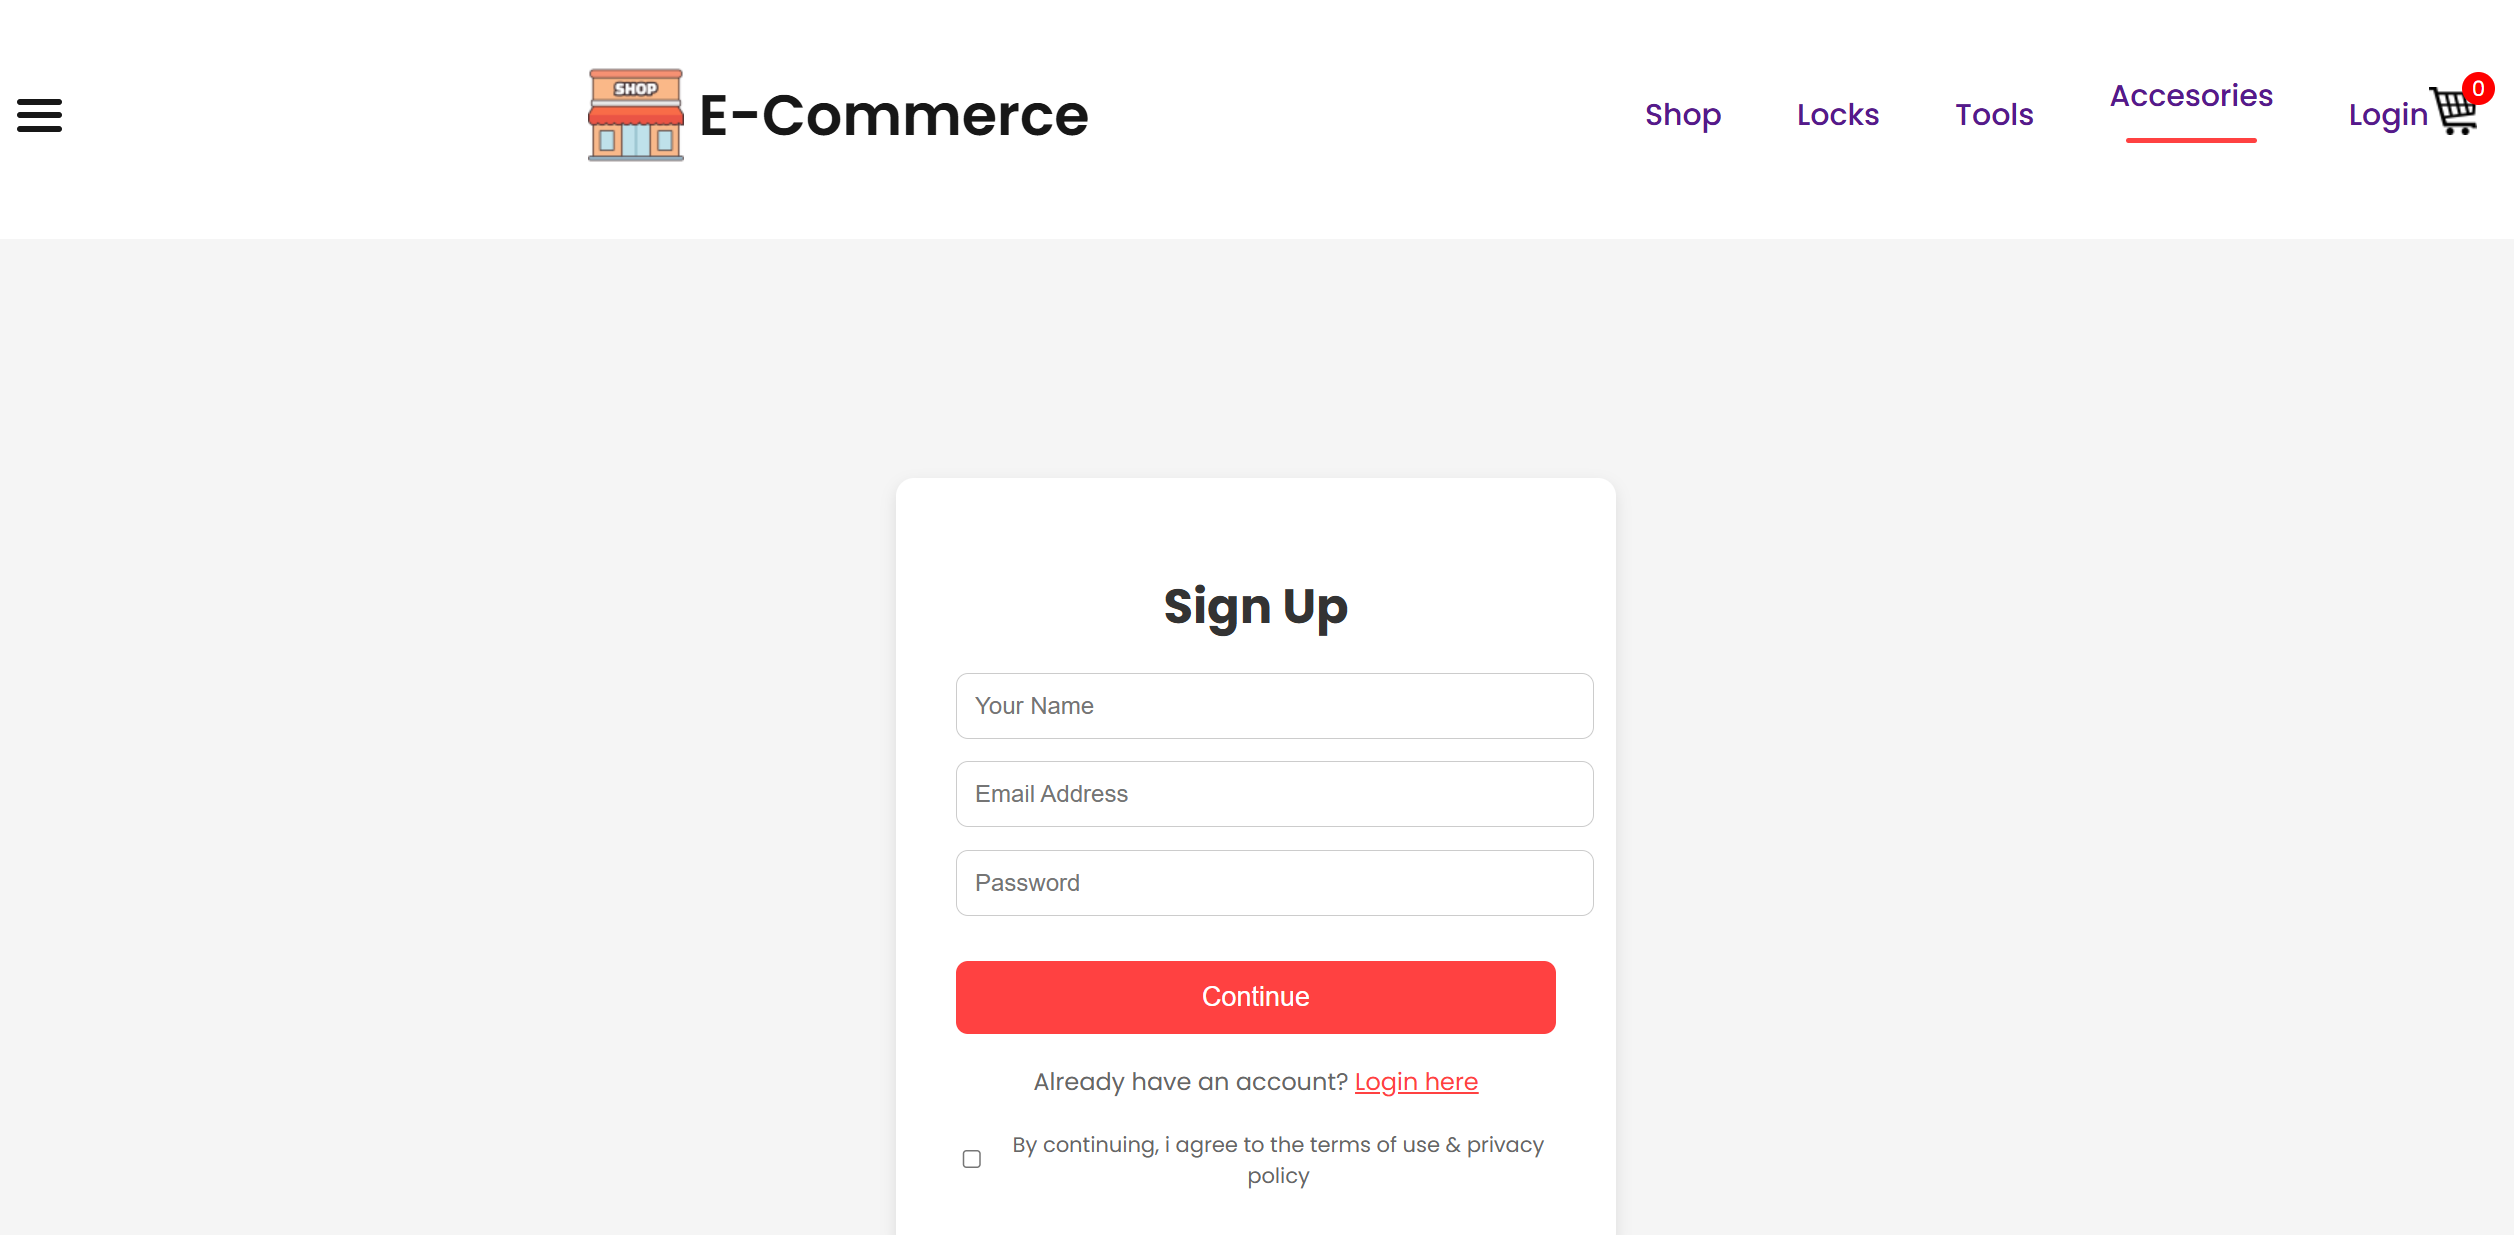 SHOP
E-Commerce
Shop
Locks
Tools
Accesories
Login
0
Sign Up
Your Name
Email Address
Password
Continue
Already have an account? Login here
By continuing, i agree to the terms of use & privacy
policy